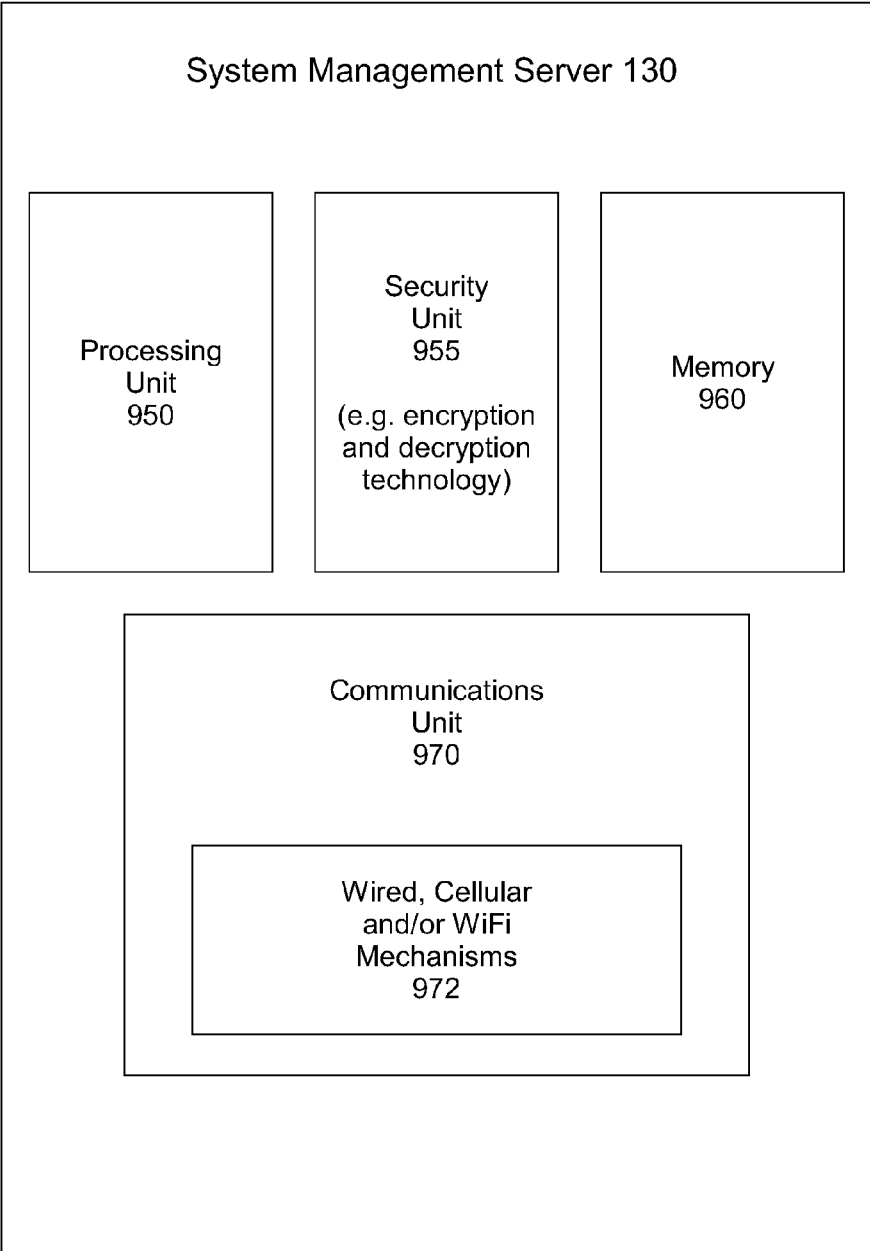 System Management Server 130
Processing
Unit
950
Security
Unit
955
(e.g. encryption
and decryption
technology)
Memory
960
Communications
Unit
970
Wired, Cellular
and/or WiFi
Mechanisms
972